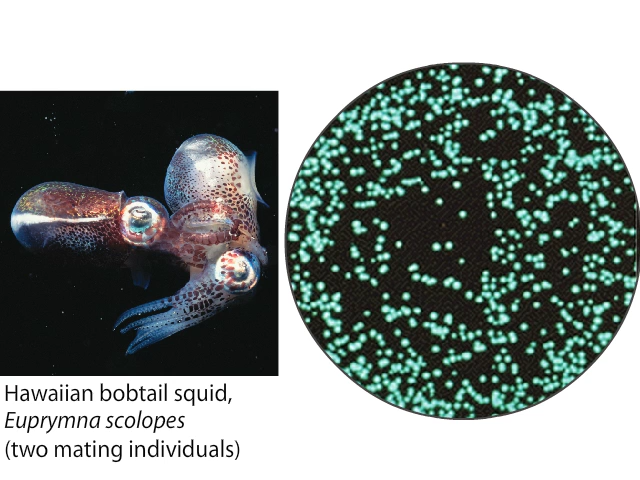 Hawaiian bobtail squid,
Euprymna scolopes
(two mating individuals)